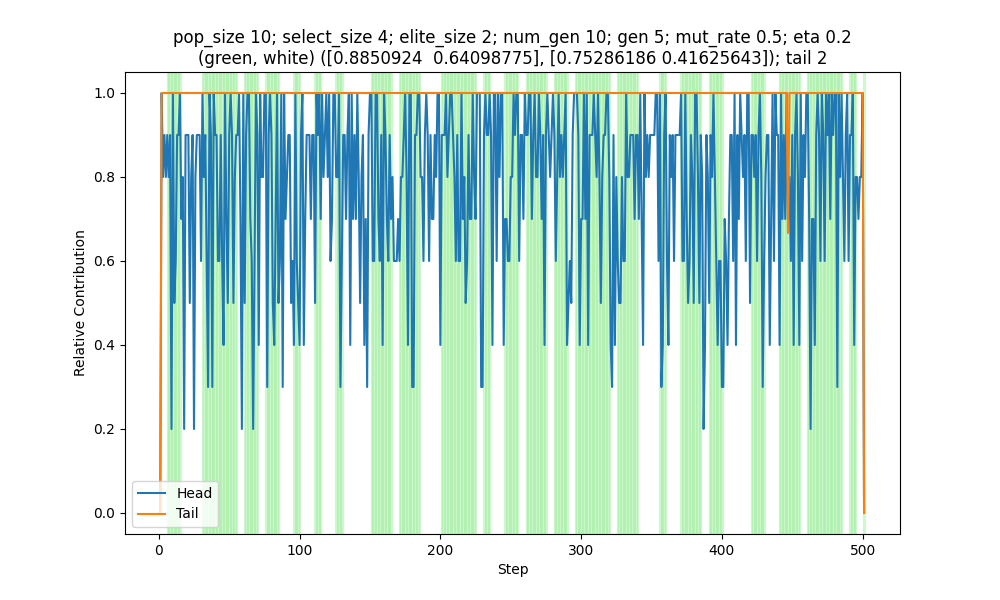 pop_size 10; select_size 4; elite_size 2; num_gen 10; gen 5; mut_rate 0.5; eta 0.2
(green, white) ([0.8850924  0.64098775], [0.75286186 0.41625643]); tail 2
Relative Contribution
1.0
0.8
0.6
0.4
0.2
0.0
Head
Tail
0
100
200
300
400
500
Step